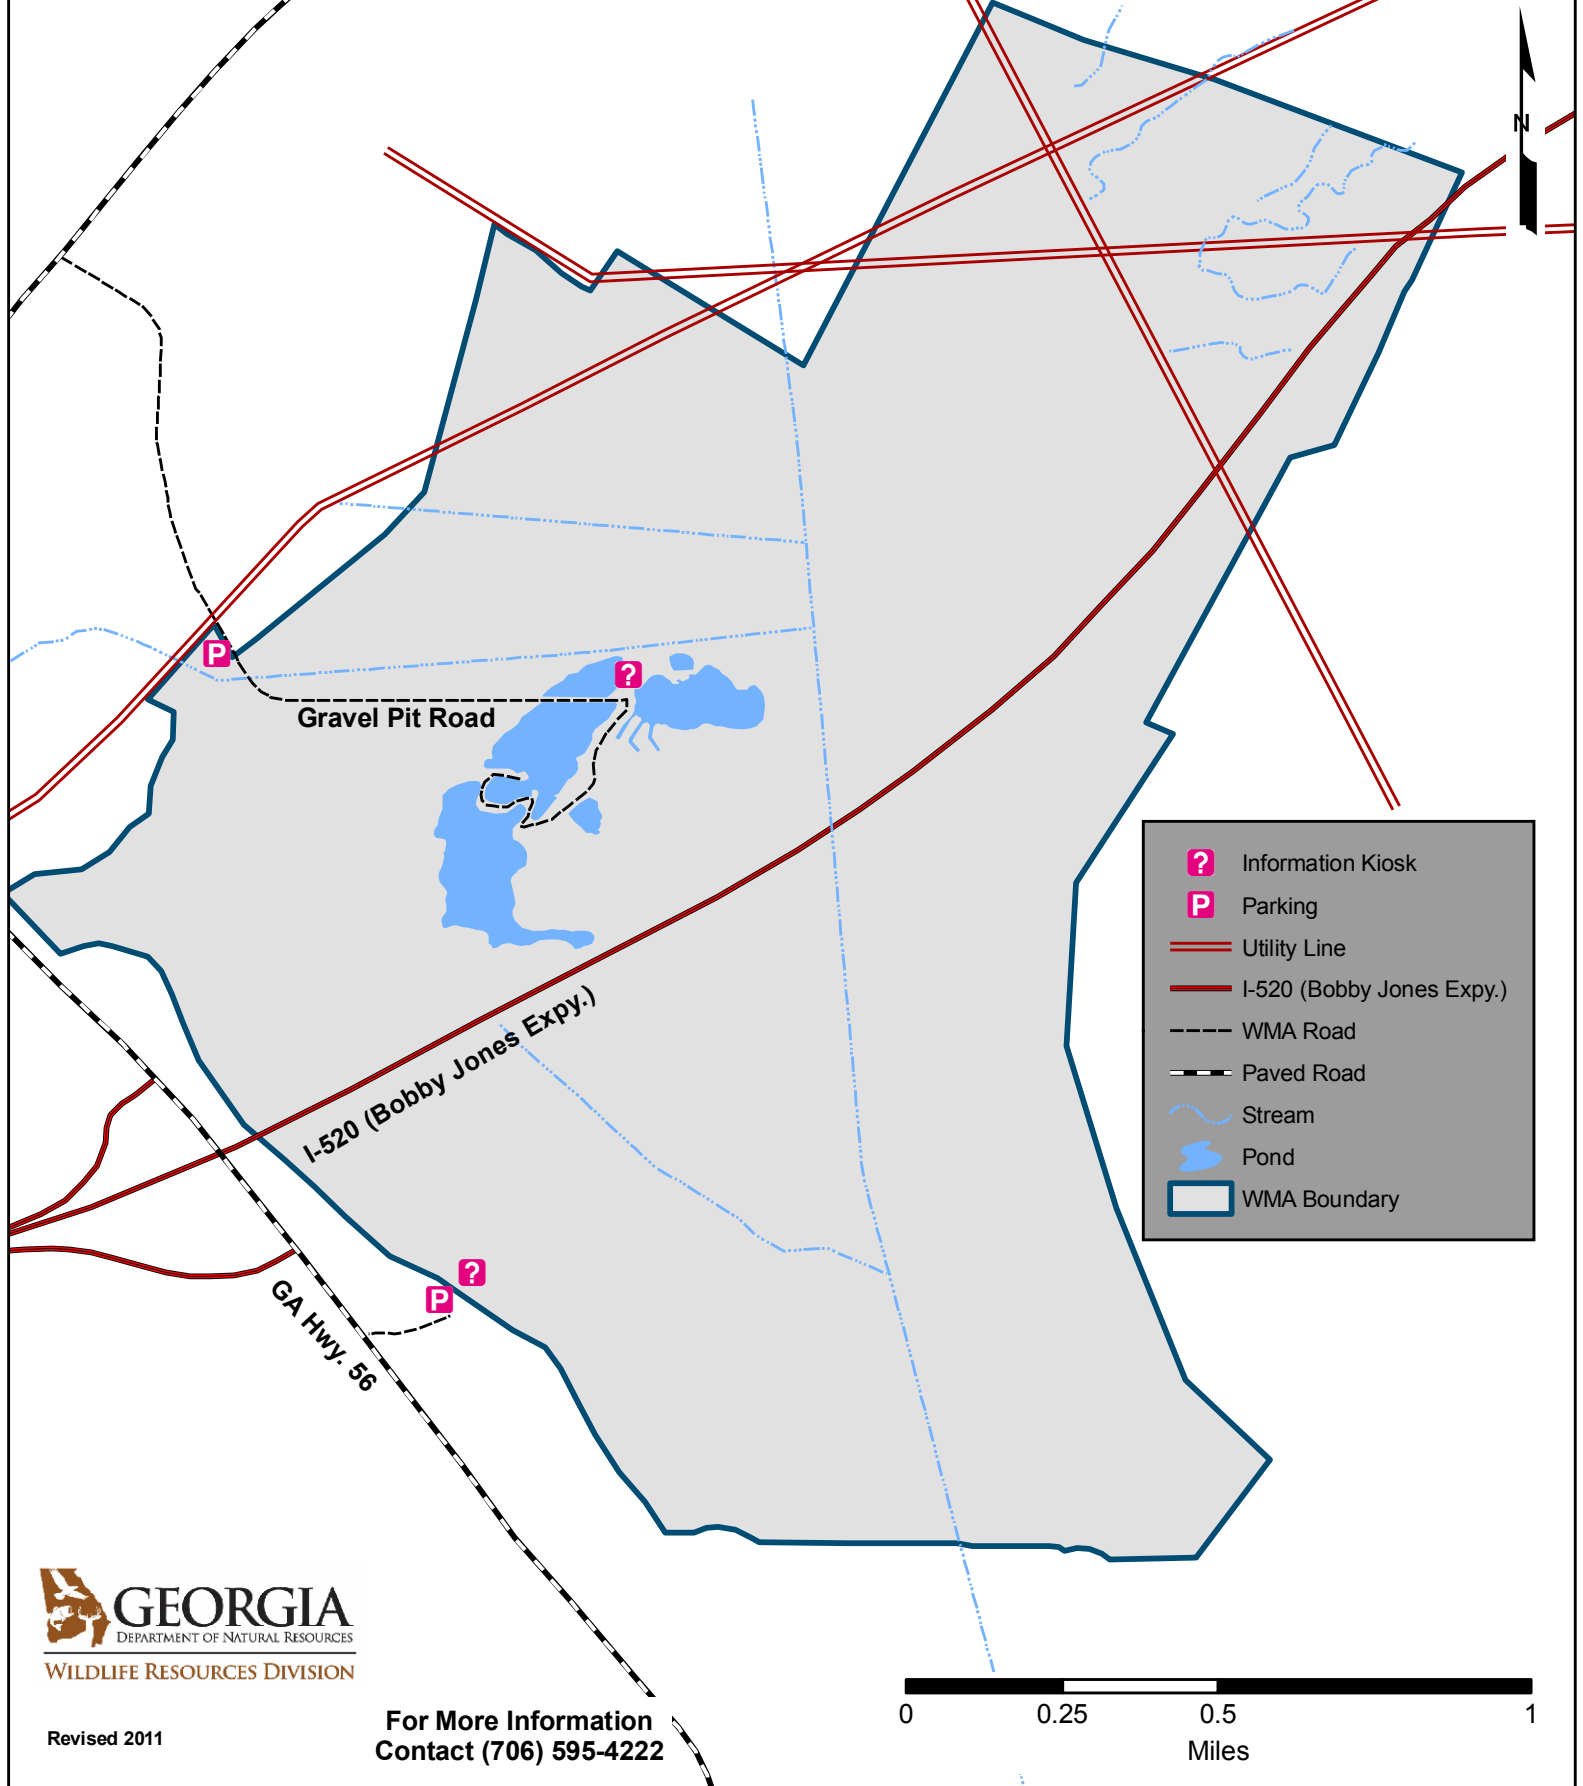 N
P
?
Gravel Pit Road
? Information Kiosk
P Parking
Utility Line
I-520 (Bobby Jones Expy.)
WMA Road
Paved Road
Stream
Pond
WMA Boundary
I-520 (Bobby Jones Expy.)
?
P
GA Hwy. 56
GEORGIA
DEPARTMENT OF NATURAL RESOURCES
WILDLIFE RESOURCES DIVISION
Revised 2011
For More Information
Contact (706) 595-4222
0 0.25 0.5 1
Miles